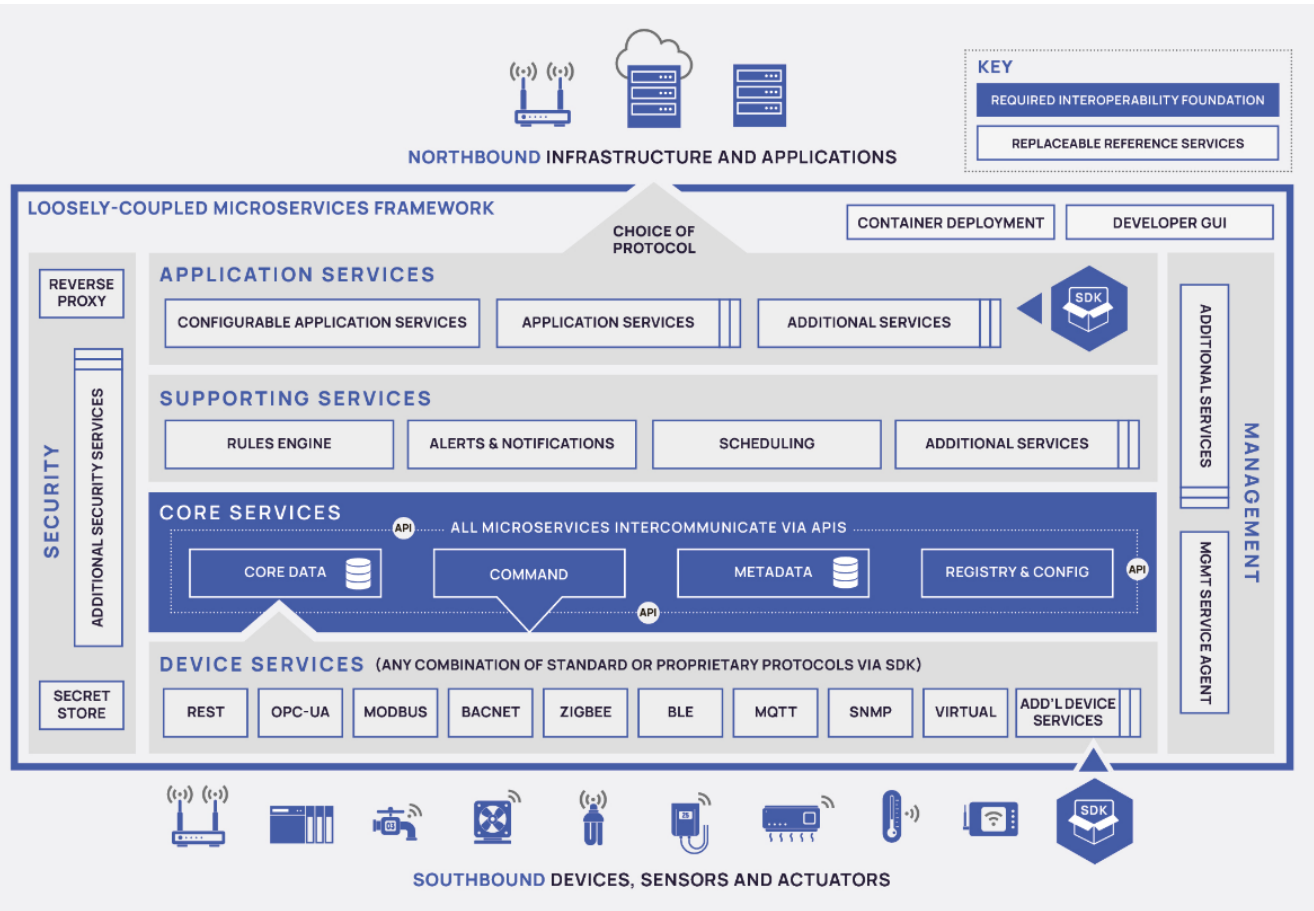 KEY
REQUIRED INTEROPERABILITY FOUNDATION
REPLACEABLE REFERENCE SERVICES
NORTHBOUND INFRASTRUCTURE AND APPLICATIONS
LOOSELY-COUPLED MICROSERVICES FRAMEWORK
CHOICE OF
PROTOCOL
CONTAINER DEPLOYMENT
DEVELOPER GUI
REVERSE
PROXY
SECURITY
ADDITIONAL SECURITY SERVICES
SECRET
STORE
APPLICATION SERVICES
CONFIGURABLE APPLICATION SERVICES
APPLICATION SERVICES
ADDITIONAL SERVICES
SDK
SUPPORTING SERVICES
RULES ENGINE
ALERTS & NOTIFICATIONS
SCHEDULING
ADDITIONAL SERVICES
CORE SERVICES
API
ALL MICROSERVICES INTERCOMMUNICATE VIA APIS
CORE DATA
COMMAND
METADATA
REGISTRY & CONFIG
API
API
DEVICE SERVICES (ANY COMBINATION OF STANDARD OR PROPRIETARY PROTOCOLS VIA SDK)
REST
OPC-UA
MODBUS
BACNET
ZIGBEE
BLE
MQTT
SNMP
VIRTUAL
ADD'L DEVICE
SERVICES
ADDITIONAL SERVICES
MANAGEMENT
MGMT SERVICE AGENT
03
25
SDK
SOUTHBOUND DEVICES, SENSORS AND ACTUATORS